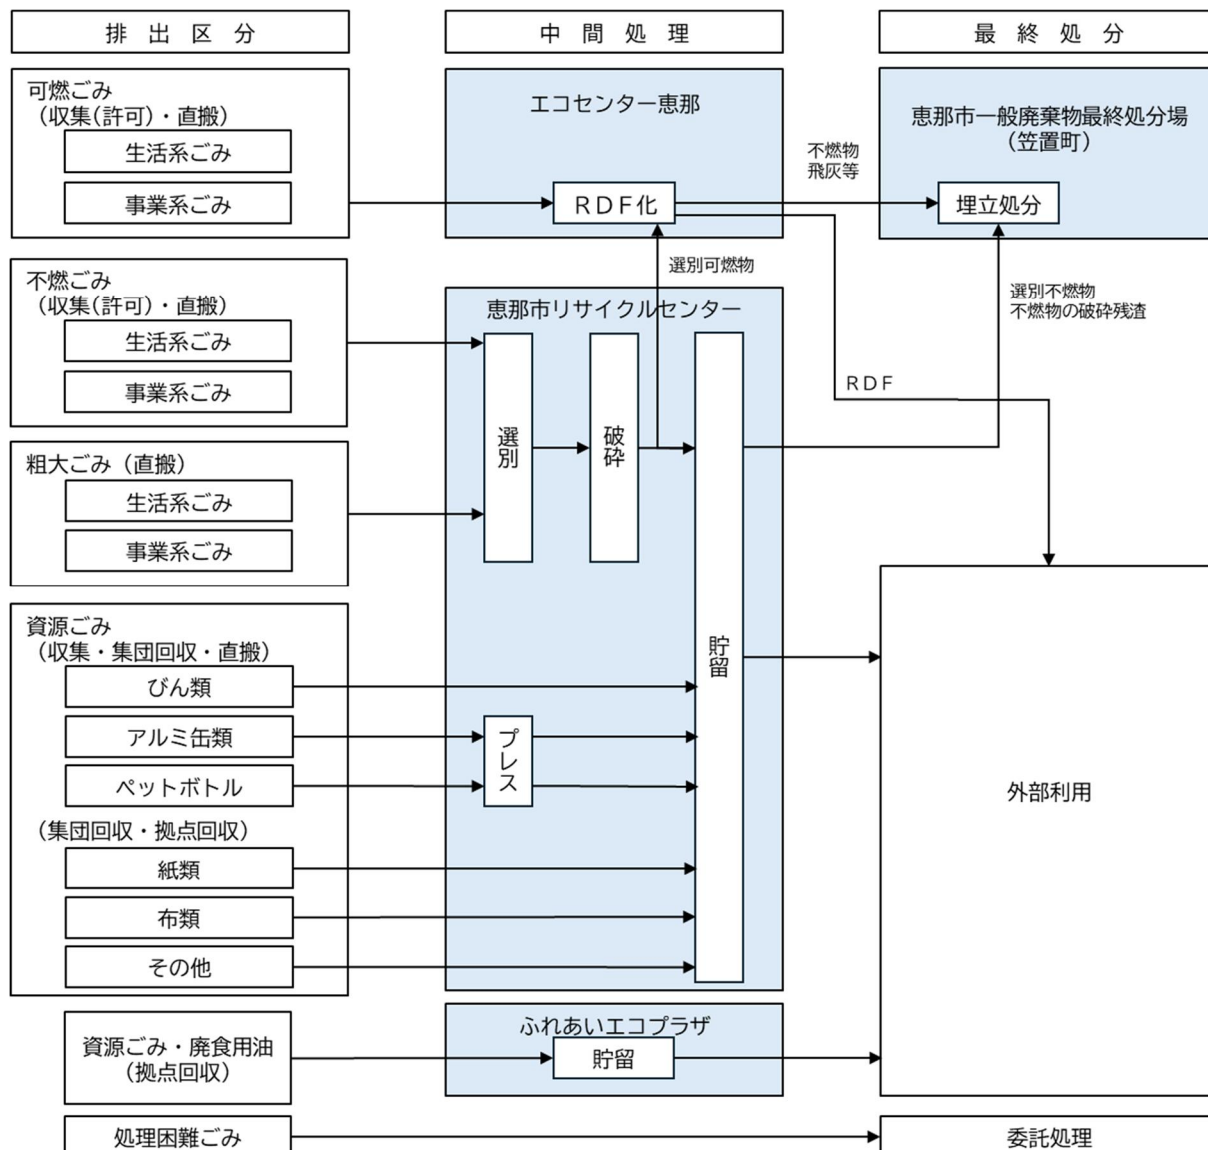 排出区分
中間処理
最終処分
可燃ごみ
(収集(許可)・直搬)
生活系ごみ
事業系ごみ
エコセンター恵那
RDF化
不燃物
飛灰等
恵那市一般廃棄物最終処分場
(笠置町)
埋立処分
選別可燃物
不燃ごみ
(収集(許可)・直搬)
生活系ごみ
事業系ごみ
恵那市リサイクルセンター
選別
破砕
貯留
選別不燃物
不燃物の破砕残渣
RDF
粗大ごみ(直搬)
生活系ごみ
事業系ごみ
資源ごみ
(収集・集団回収・直搬)
びん類
アルミ缶類
ペットボトル
プレス
(集団回収・拠点回収)
紙類
布類
その他
外部利用
資源ごみ・廃食用油
(拠点回収)
ふれあいエコプラザ
貯留
処理困難ごみ
委託処理